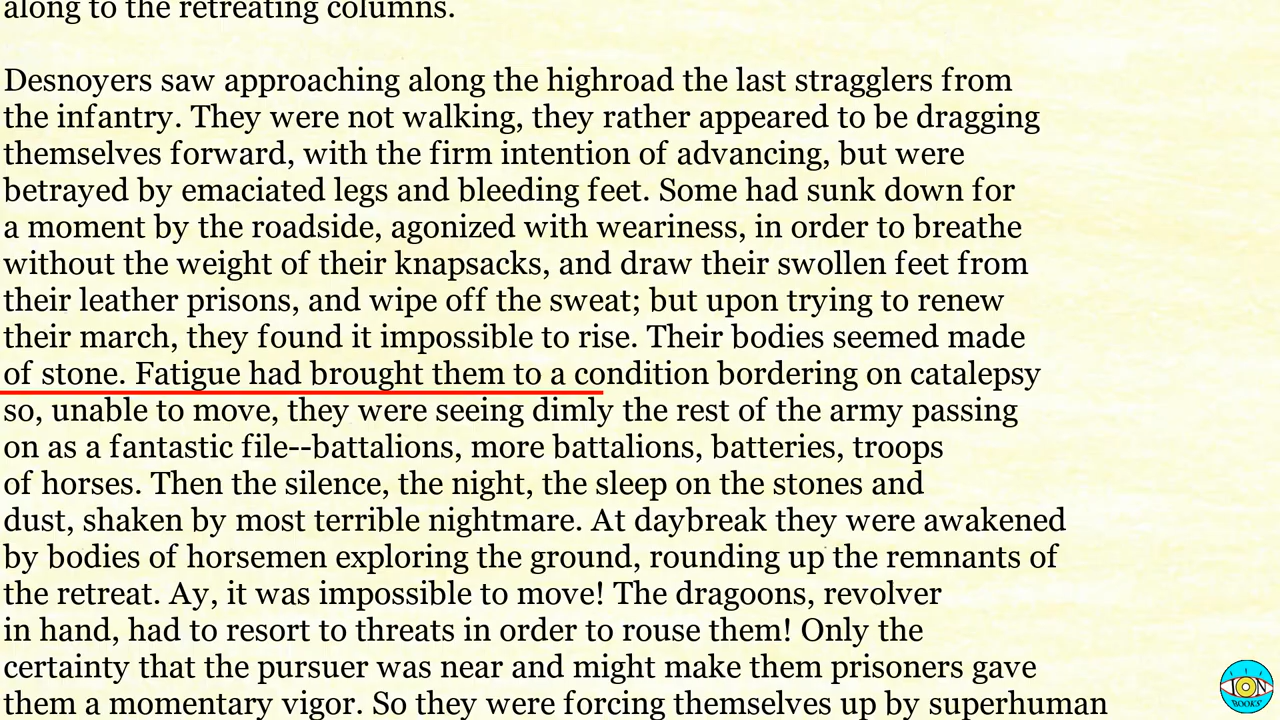 along to the retreating columns.
Desnoyers saw approaching along the highroad the last stragglers from
the infantry. They were not walking, they rather appeared to be dragging
themselves forward, with the firm intention of advancing, but were
betrayed by emaciated legs and bleeding feet. Some had sunk down for
a moment by the roadside, agonized with weariness, in order to breathe
without the weight of their knapsacks, and draw their swollen feet from
their leather prisons, and wipe off the sweat; but upon trying to renew
their march, they found it impossible to rise. Their bodies seemed made
of stone. Fatigue had brought them to a condition bordering on catalepsy
so, unable to move, they were seeing dimly the rest of the army passing
on as a fantastic file--battalions, more battalions, batteries, troops
of horses. Then the silence, the night, the sleep on the stones and
dust, shaken by most terrible nightmare. At daybreak they were awakened
by bodies of horsemen exploring the ground, rounding up the remnants of
the retreat. Ay, it was impossible to move! The dragoons, revolver
in hand, had to resort to threats in order to rouse them! Only the
certainty that the pursuer was near and might make them prisoners gave
them a momentary vigor. So they were forcing themselves up by superhuman
ION
BOOKS